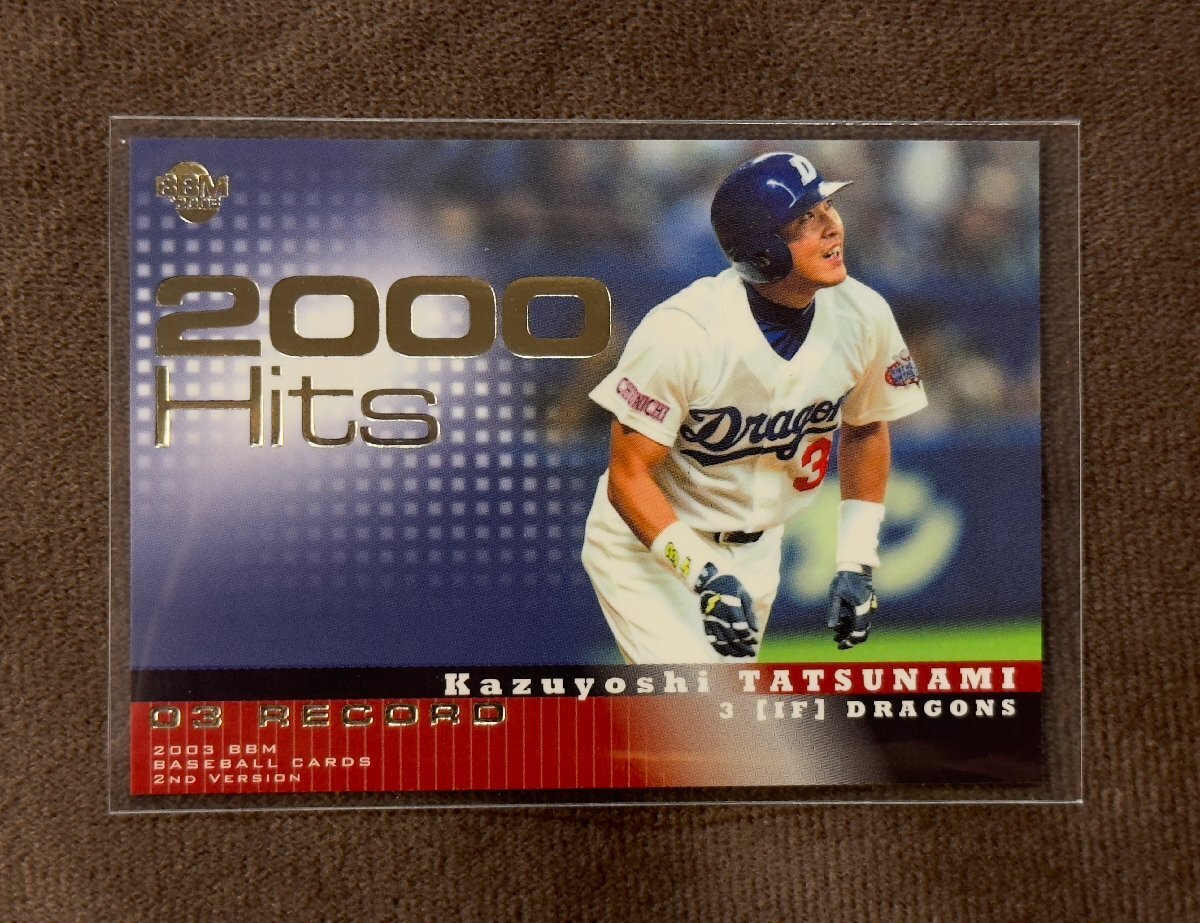 BBM
2003
2000
Hits
D
CHUNICHI
Dragons
3
Kazuyoshi TATSUNAMI
3 [IF] DRAGONS
03 RECORD
2003 BBM
BASEBALL CARDS
2ND VERSION